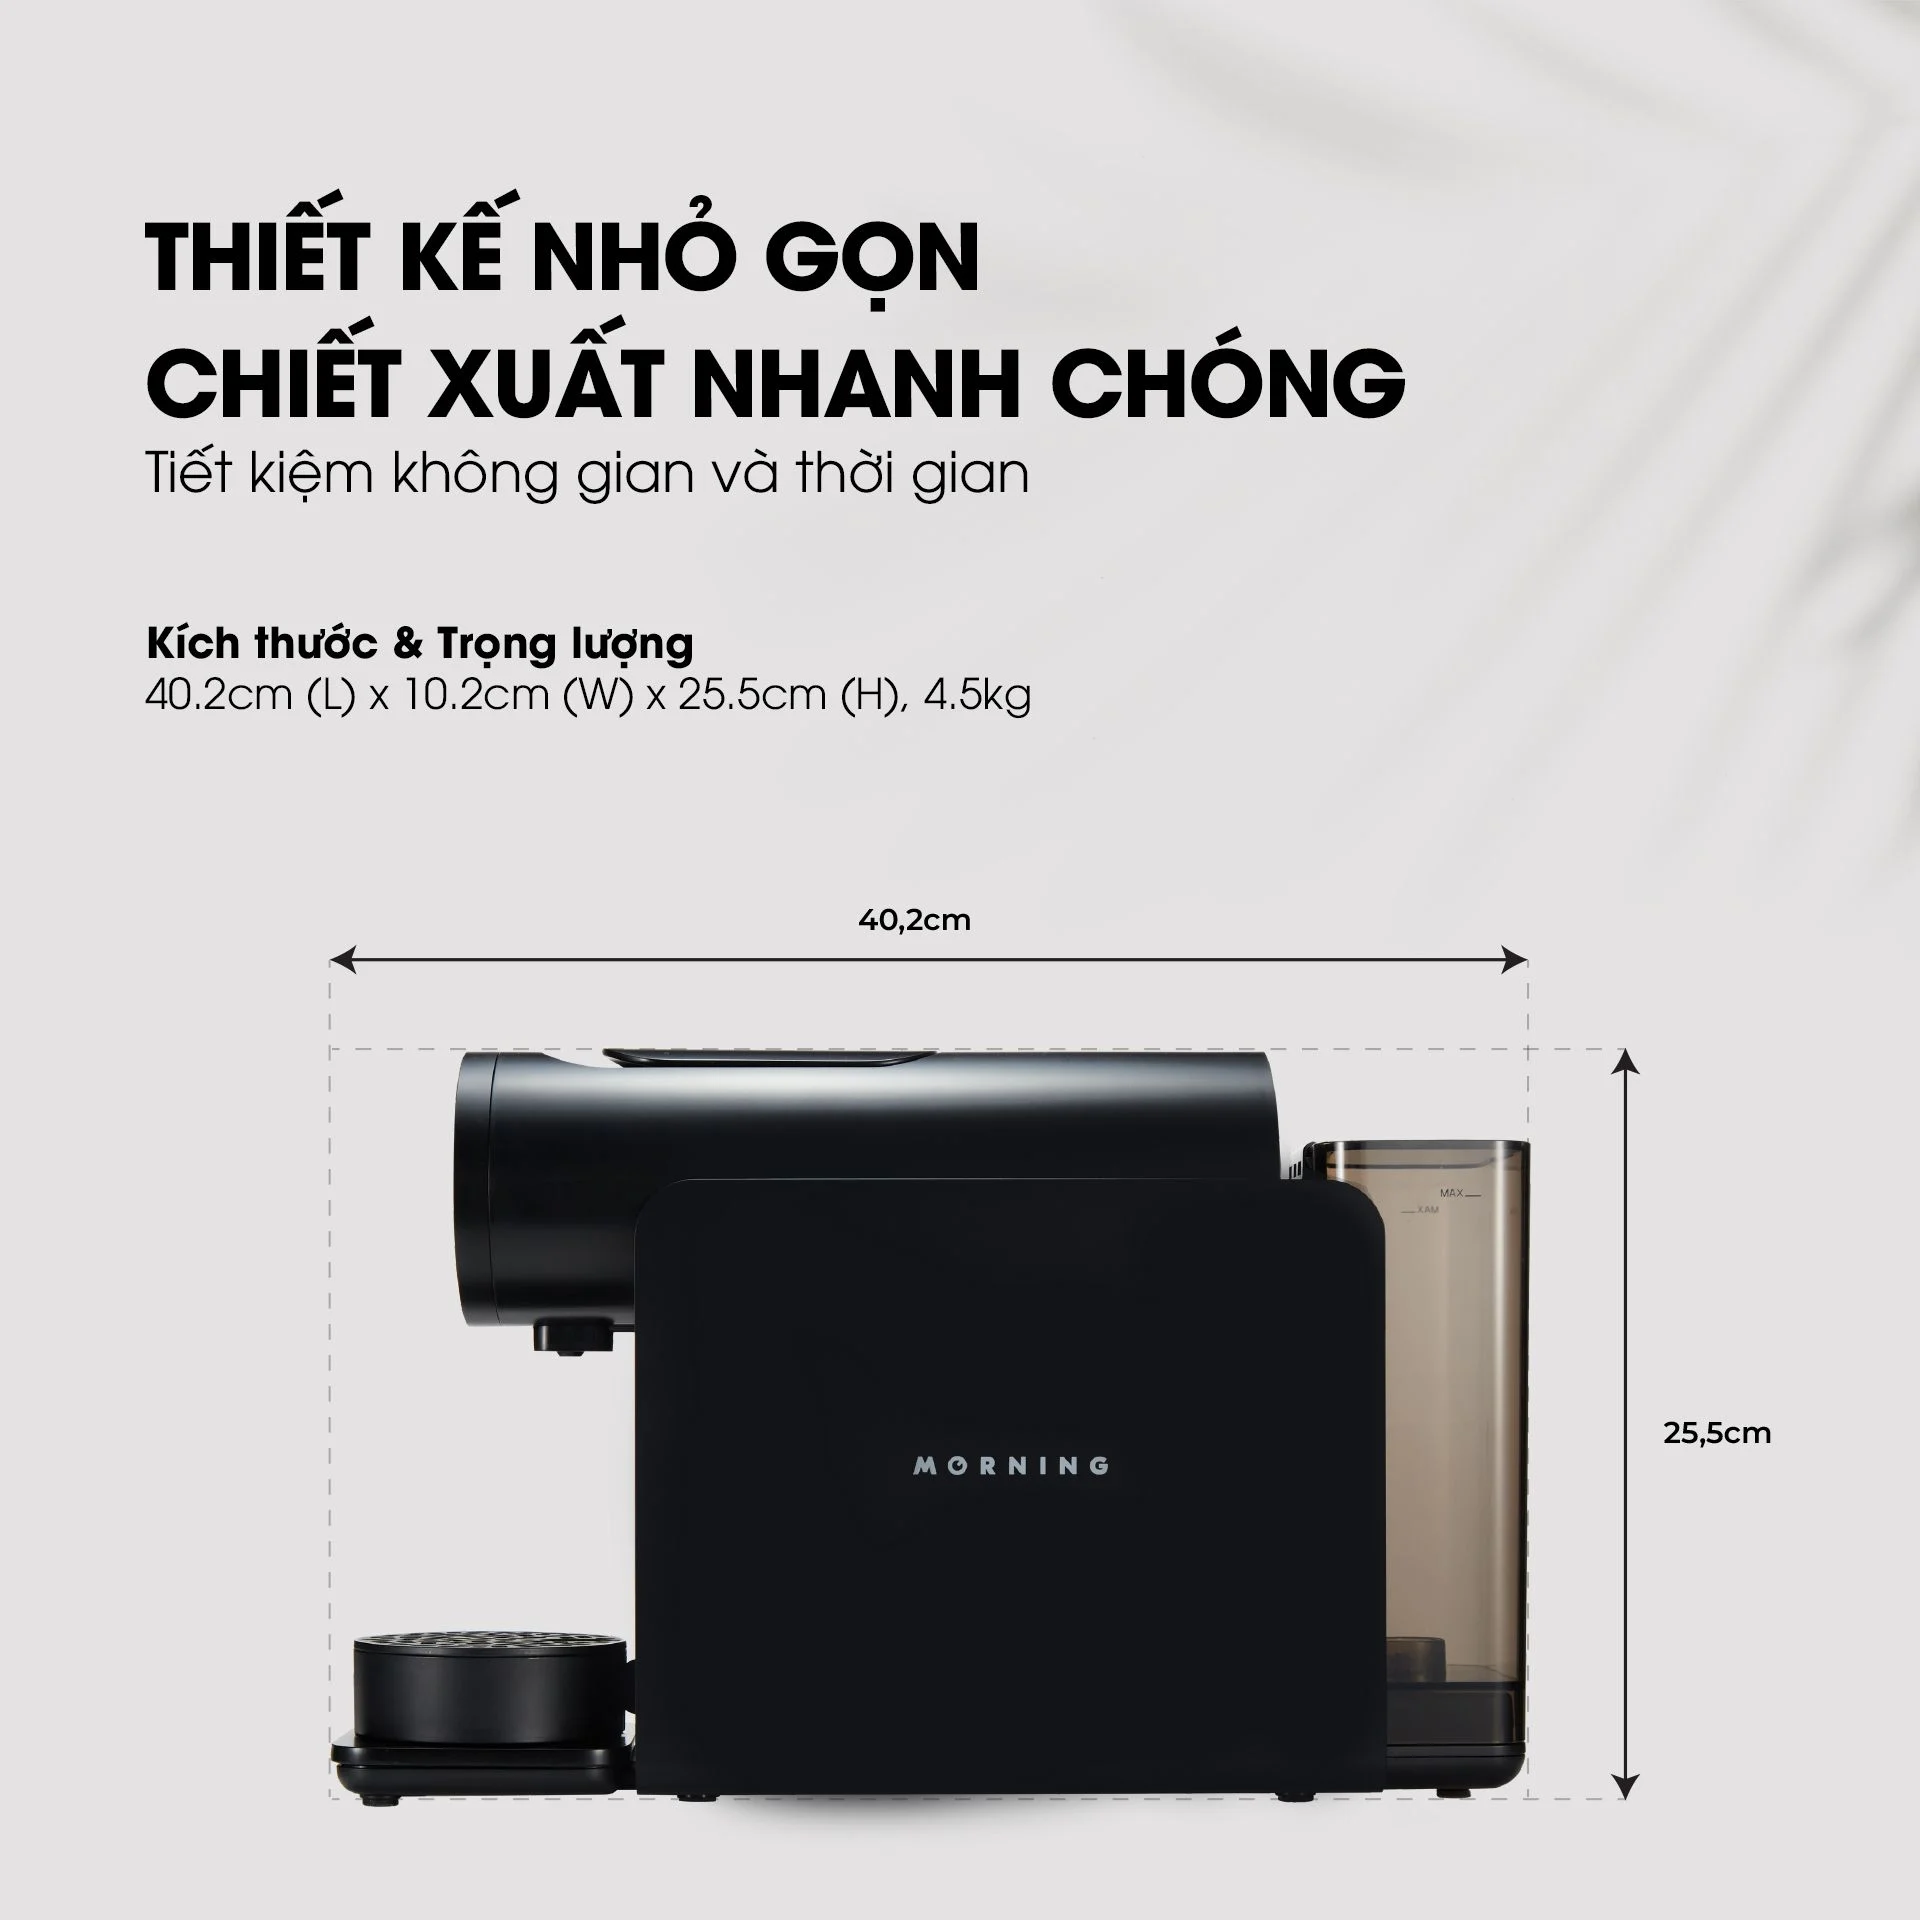 THIẾT KẾ NHỎ GỌN
CHIẾT XUẤT NHANH CHÓNG
Tiết kiệm không gian và thời gian
Kích thước & Trọng lượng
40.2cm (L) x 10.2cm (W) x 25.5cm (H), 4.5kg
40,2cm
MAX
MAX
25,5cm
MORNING